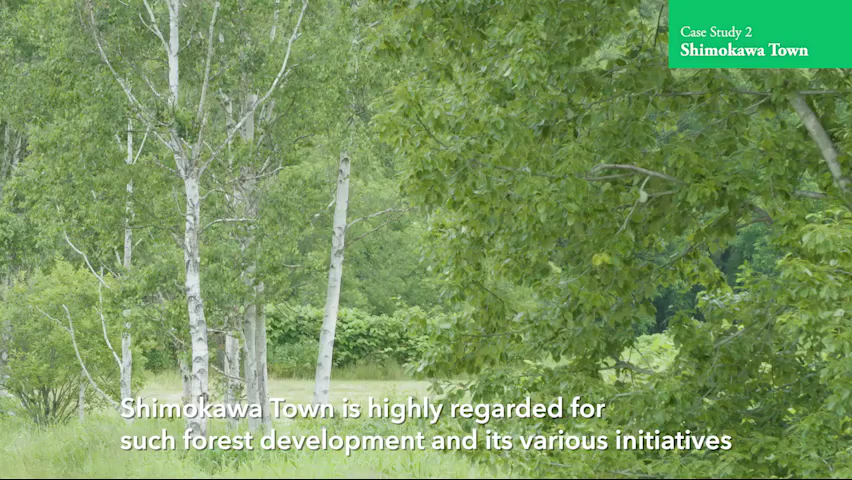 Case Study 2
Shimokawa Town
Shimokawa Town is highly regarded for
such forest development and its various initiatives